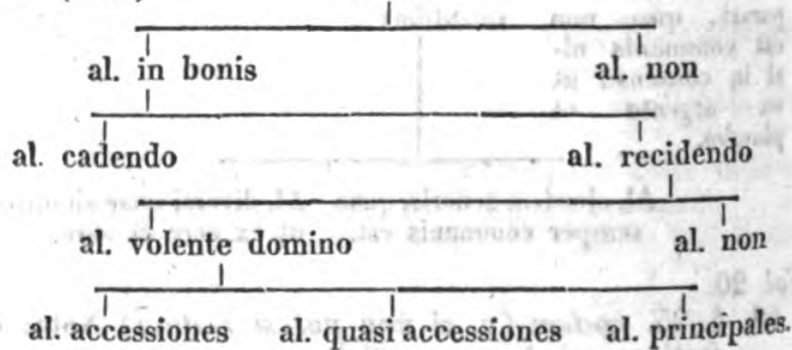 al. in bonis al. non
al. cadendo al. recidendo
al. volente domino al. non
al. accessiones al. quasi accessiones al. principales.